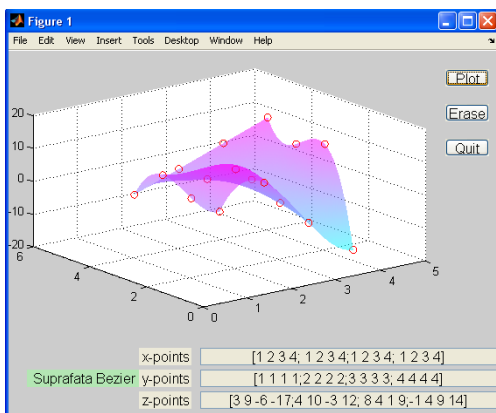 Figure 1
File Edit View Insert Tools Desktop Window Help
Plot
Erase
Quit
20
10
0
-10
-20
6
4
2
0
0
1
2
3
4
5
x-points [1 2 3 4; 1 2 3 4;1 2 3 4; 1 2 3 4]
Suprafata Bezier y-points [1 1 1 1;2 2 2 2;3 3 3 3; 4 4 4 4]
z-points [3 9 -6 -17;4 10 -3 12; 8 4 1 9;-1 4 9 14]